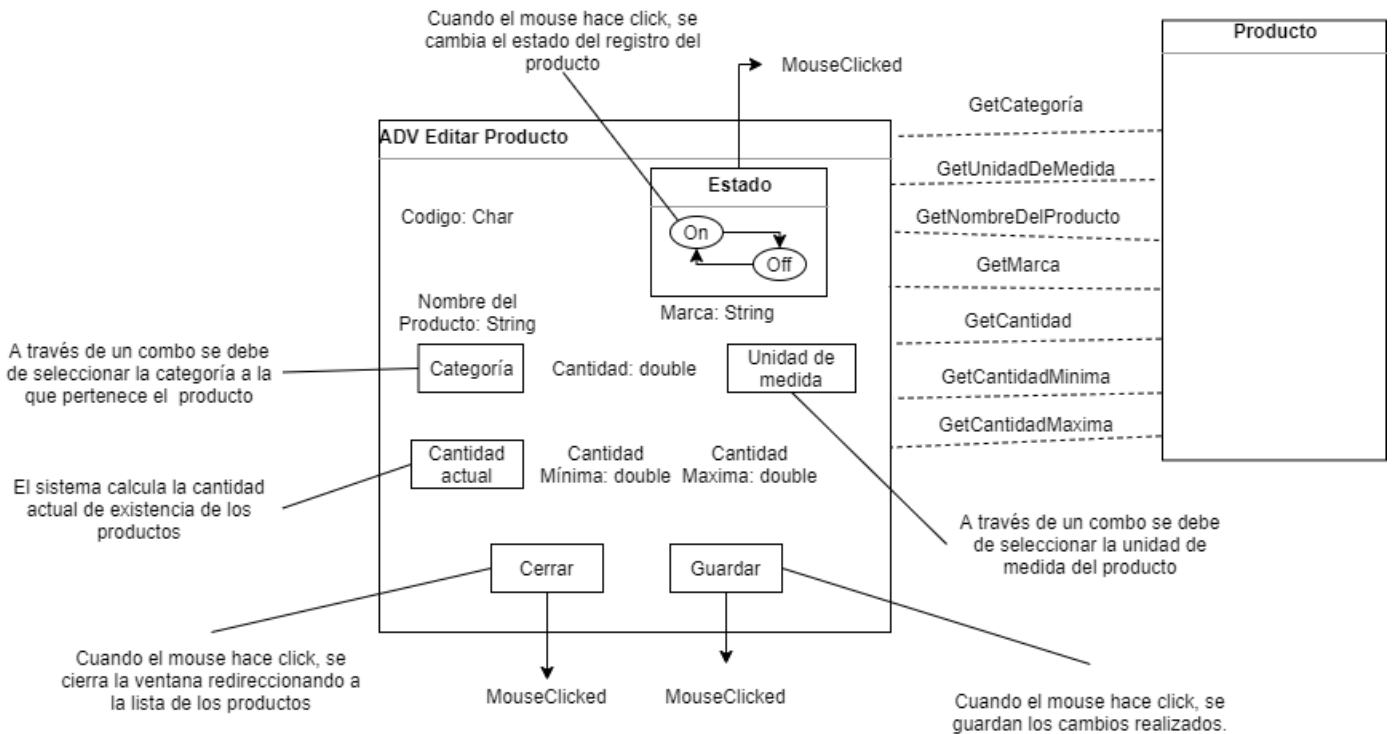 Cuando el mouse hace click, se
cambia el estado del registro del
producto
MouseClicked
Producto
GetCategoría
ADV Editar Producto
GetUnidadDeMedida
Estado
Codigo: Char
GetNombreDelProducto
On
Off
GetMarca
Nombre del
Producto: String
Marca: String
GetCantidad
A través de un combo se debe
de seleccionar la categoría a la
que pertenece el producto
Categoría
Cantidad: double
Unidad de
medida
GetCantidadMinima
GetCantidadMaxima
Cantidad
actual
Cantidad
Mínima: double
Cantidad
Maxima: double
El sistema calcula la cantidad
actual de existencia de los
productos
A través de un combo se debe
de seleccionar la unidad de
medida del producto
Cerrar
Guardar
Cuando el mouse hace click, se
cierra la ventana redireccionando a
la lista de los productos
MouseClicked
MouseClicked
Cuando el mouse hace click, se
guardan los cambios realizados.